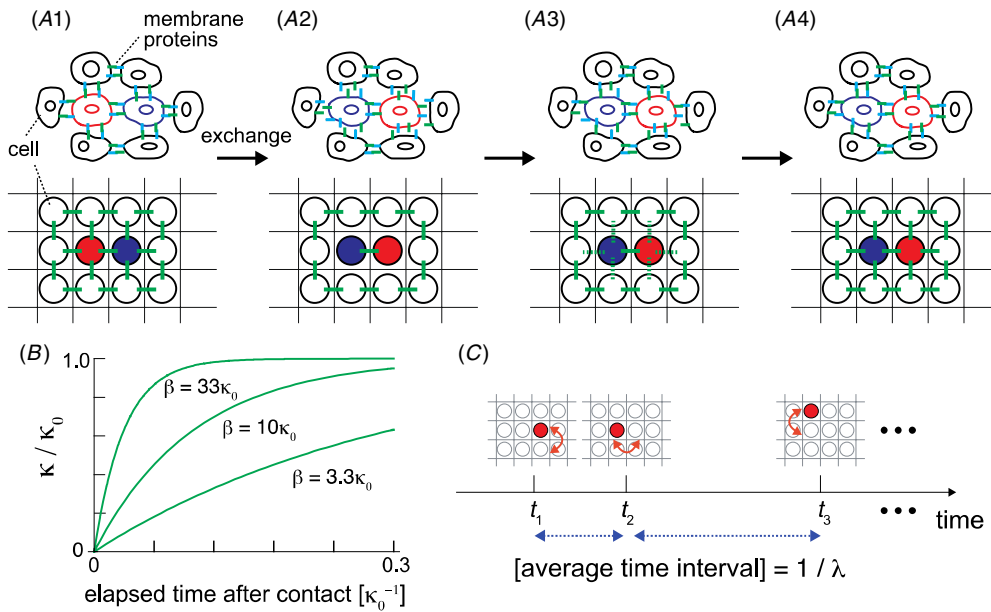 (A1)
(A2)
(A3)
(A4)
membrane
proteins
cell
exchange
(B)
1.0
κ / κ₀
0
β = 33κ₀
β = 10κ₀
β = 3.3κ₀
0
0.3
elapsed time after contact [κ₀⁻¹]
(C)
•••
t₁
t₂
t₃
•••
time
[average time interval] = 1 / λ